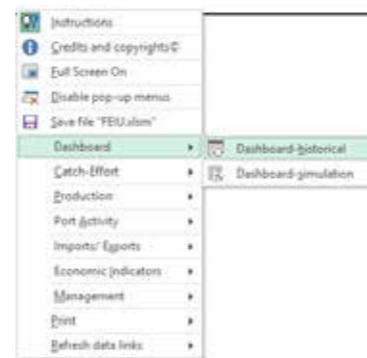 Instructions
Credits and copyrights©
Full Screen On
Disable pop-up menus
Save file "FEIU.xlsm"
Dashboard
Dashboard-historical
Dashboard-simulation
Catch-Effort
Production
Port Activity
Imports/ Exports
Economic Indicators
Management
Print
Refresh data links